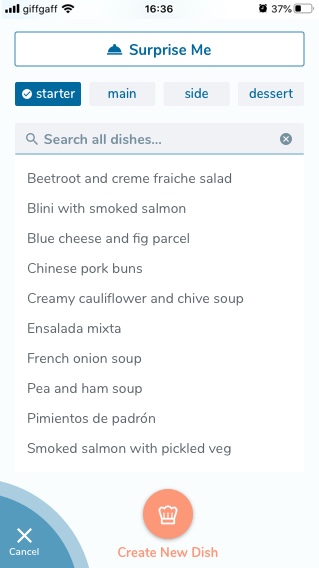 giffgaff 16:36 37%
Surprise Me
starter main side dessert
Search all dishes...
Beetroot and creme fraiche salad
Blini with smoked salmon
Blue cheese and fig parcel
Chinese pork buns
Creamy cauliflower and chive soup
Ensalada mixta
French onion soup
Pea and ham soup
Pimientos de padrón
Smoked salmon with pickled veg
Cancel
Create New Dish